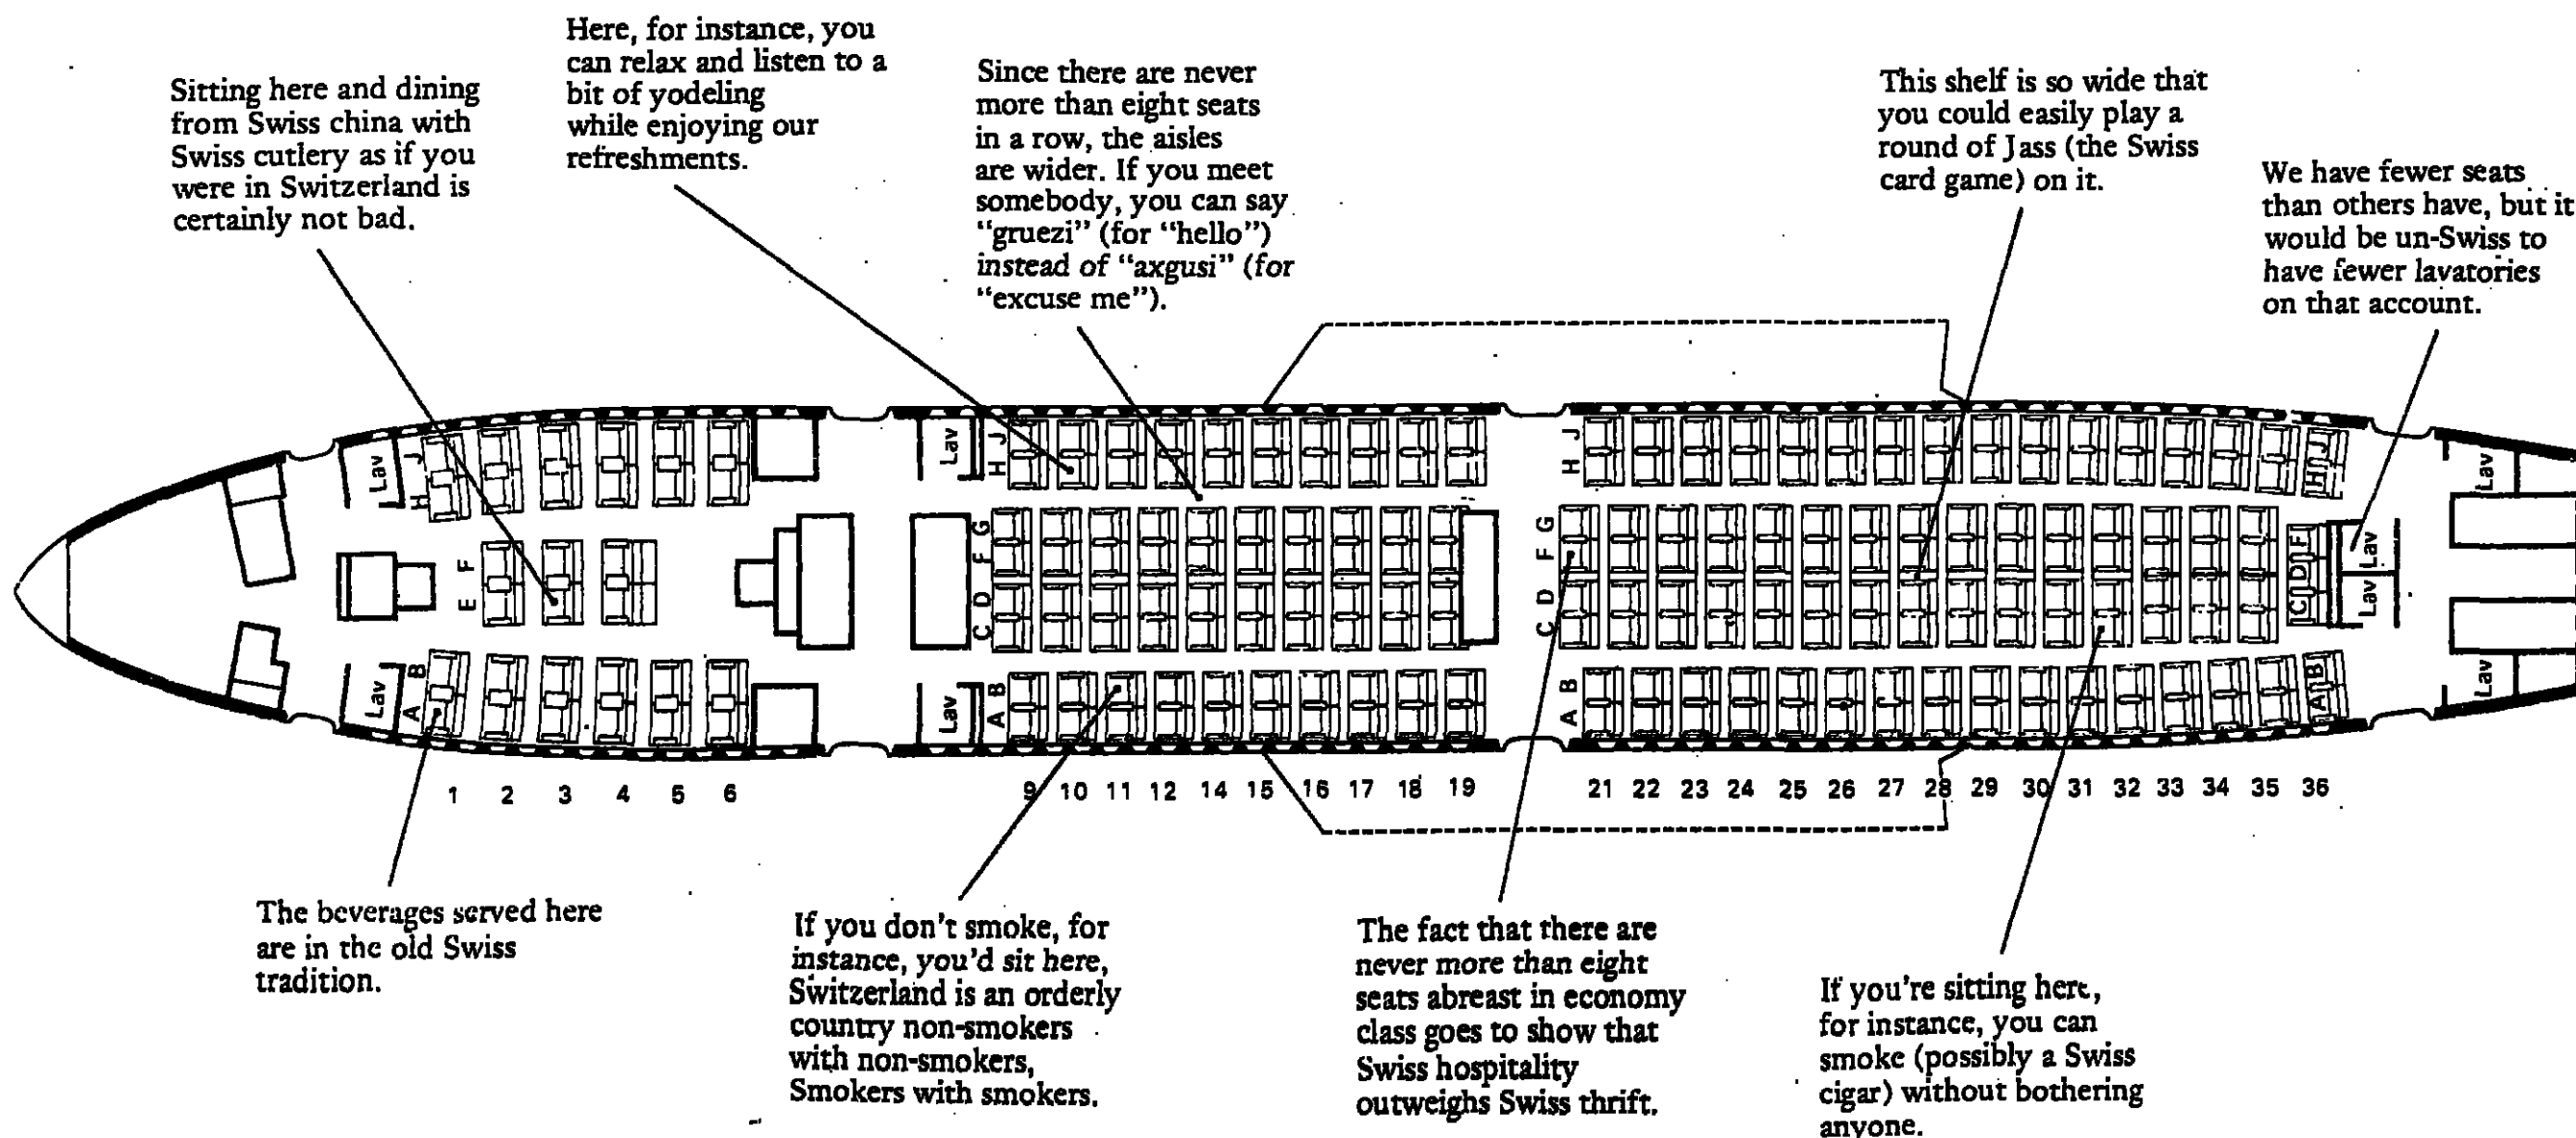 Sitting here and dining
from Swiss china with
Swiss cutlery as if you
were in Switzerland is
certainly not bad.
Here, for instance, you
can relax and listen to a
bit of yodeling
while enjoying our
refreshments.
Since there are never
more than eight seats
in a row, the aisles
are wider. If you meet
somebody, you can say
“gruezi” (for “hello”)
instead of “axgusi” (for
“excuse me”).
This shelf is so wide that
you could easily play a
round of Jass (the Swiss
card game) on it.
We have fewer seats
than others have, but it
would be un-Swiss to
have fewer lavatories
on that account.
Lav
H J
Lav
H J
H J
H J
Lav
E F
C D F G
C D F G
C D F
Lav
Lav
Lav
A B
Lav
A B
A B
A B
Lav
1 2 3 4 5 6 9 10 11 12 14 15 16 17 18 19 21 22 23 24 25 26 27 28 29 30 31 32 33 34 35 36
The beverages served here
are in the old Swiss
tradition.
If you don't smoke, for
instance, you'd sit here,
Switzerland is an orderly
country non-smokers
with non-smokers,
Smokers with smokers.
The fact that there are
never more than eight
seats abreast in economy
class goes to show that
Swiss hospitality
outweighs Swiss thrift.
If you're sitting here,
for instance, you can
smoke (possibly a Swiss
cigar) without bothering
anyone.